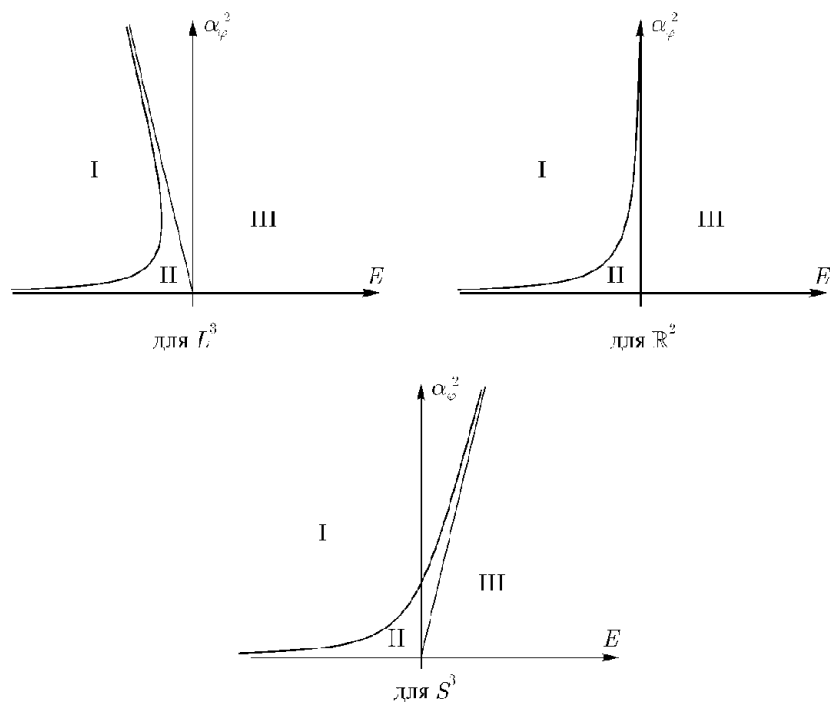 α_φ² α_φ²
I I
III III
II E II E
для L³ для ℝ²
α_φ²
I
III
II E
для S³